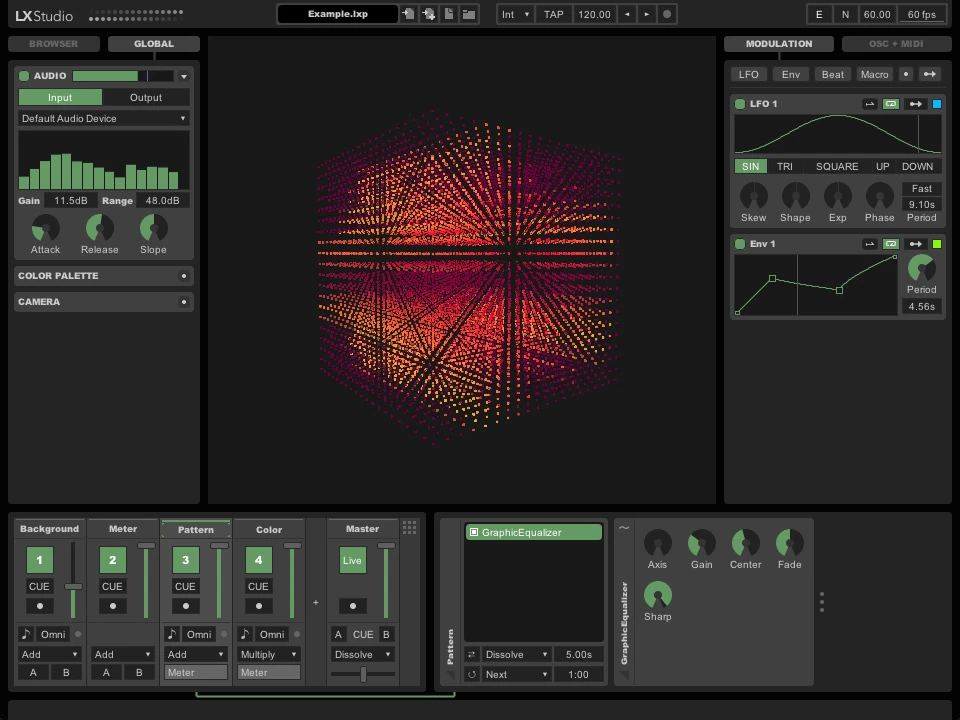 LX Studio
Example.lxp
Int
TAP
120.00
E
N
60.00
60 fps
BROWSER
GLOBAL
MODULATION
OSC + MIDI
AUDIO
Input
Output
Default Audio Device
Gain
11.5dB
Range
48.0dB
Attack
Release
Slope
COLOR PALETTE
CAMERA
LFO
Env
Beat
Macro
LFO 1
SIN
TRI
SQUARE
UP
DOWN
Fast
9.10s
Skew
Shape
Exp
Phase
Period
Env 1
Period
4.56s
Background
Meter
Pattern
Color
Master
1
2
3
4
Live
CUE
CUE
CUE
CUE
+
Omni
Omni
Omni
A
CUE
B
Add
Add
Add
Multiply
Dissolve
A
B
A
B
Meter
Meter
Pattern
GraphicEqualizer
Dissolve
5.00s
Next
1:00
GraphicEqualizer
Axis
Gain
Center
Fade
Sharp